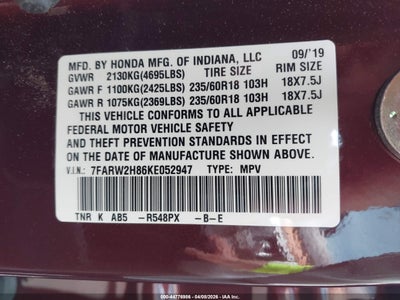 MFD. BY HONDA MFG. OF INDIANA, LLC 09/'19
GVWR 2130KG(4695LBS) TIRE SIZE RIM SIZE
GAWR F 1100KG(2425LBS) 235/60R18 103H 18X7.5J
GAWR R 1075KG(2369LBS) 235/60R18 103H 18X7.5J
THIS VEHICLE CONFORMS TO ALL APPLICABLE
FEDERAL MOTOR VEHICLE SAFETY
AND THEFT PREVENTION STANDARDS IN EFFECT
ON THE DATE OF MANUFACTURE SHOWN ABOVE.
V.I.N.: 7FARW2H86KE052947 TYPE: MPV
TNR K AB5 -R548PX -B-E